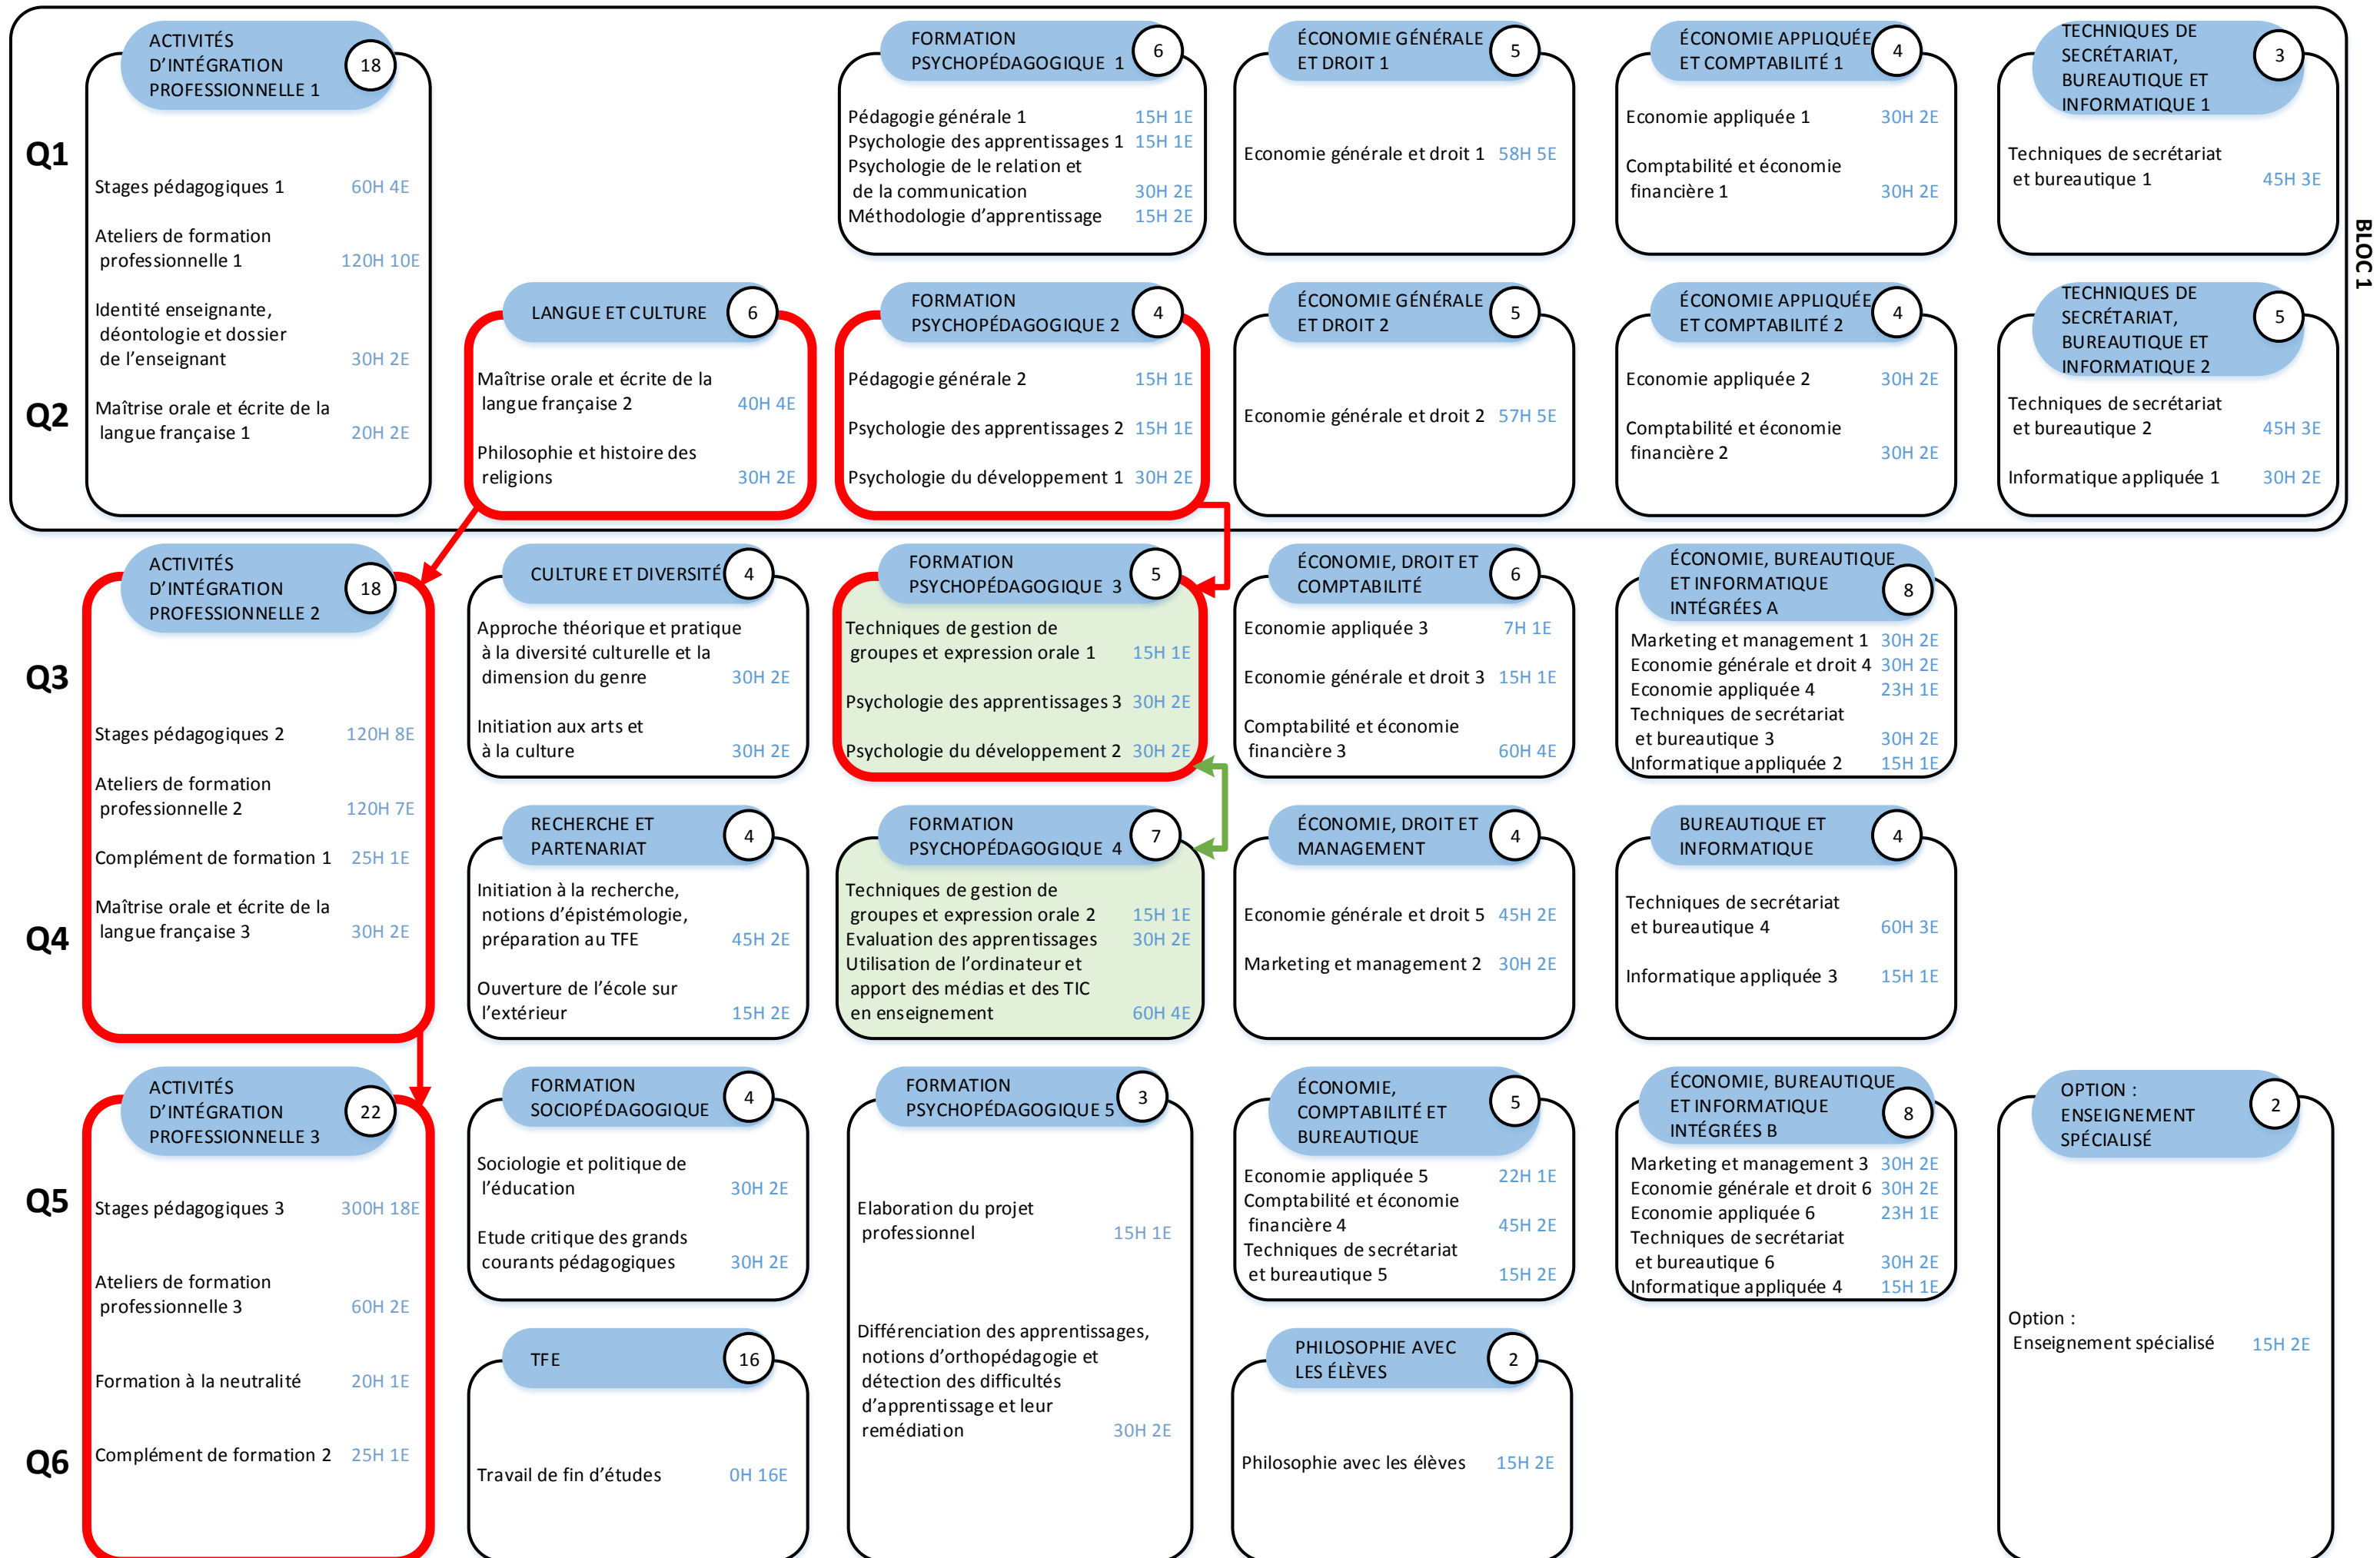 ACTIVITÉS
D'INTÉGRATION
PROFESSIONNELLE 1
18
Q1
Stages pédagogiques 1 60H 4E
Ateliers de formation
professionnelle 1 120H 10E
Identité enseignante,
déontologie et dossier
de l'enseignant 30H 2E
Q2
Maîtrise orale et écrite de la
langue française 1 20H 2E
FORMATION
PSYCHOPÉDAGOGIQUE 1
6
Pédagogie générale 1 15H 1E
Psychologie des apprentissages 1 15H 1E
Psychologie de le relation et
de la communication 30H 2E
Méthodologie d'apprentissage 15H 2E
ÉCONOMIE GÉNÉRALE
ET DROIT 1
5
Economie générale et droit 1 58H 5E
ÉCONOMIE APPLIQUÉE
ET COMPTABILITÉ 1
4
Economie appliquée 1 30H 2E
Comptabilité et économie
financière 1 30H 2E
TECHNIQUES DE
SECRÉTARIAT,
BUREAUTIQUE ET
INFORMATIQUE 1
3
Techniques de secrétariat
et bureautique 1 45H 3E
BLOC 1
LANGUE ET CULTURE
6
Maîtrise orale et écrite de la
langue française 2 40H 4E
Philosophie et histoire des
religions 30H 2E
FORMATION
PSYCHOPÉDAGOGIQUE 2
4
Pédagogie générale 2 15H 1E
Psychologie des apprentissages 2 15H 1E
Psychologie du développement 1 30H 2E
ÉCONOMIE GÉNÉRALE
ET DROIT 2
5
Economie générale et droit 2 57H 5E
ÉCONOMIE APPLIQUÉE
ET COMPTABILITÉ 2
4
Economie appliquée 2 30H 2E
Comptabilité et économie
financière 2 30H 2E
TECHNIQUES DE
SECRÉTARIAT,
BUREAUTIQUE ET
INFORMATIQUE 2
5
Techniques de secrétariat
et bureautique 2 45H 3E
Informatique appliquée 1 30H 2E
ACTIVITÉS
D'INTÉGRATION
PROFESSIONNELLE 2
18
Q3
Stages pédagogiques 2 120H 8E
Ateliers de formation
professionnelle 2 120H 7E
Complément de formation 1 25H 1E
Maîtrise orale et écrite de la
langue française 3 30H 2E
Q4
CULTURE ET DIVERSITÉ
4
Approche théorique et pratique
à la diversité culturelle et la
dimension du genre 30H 2E
Initiation aux arts et
à la culture 30H 2E
FORMATION
PSYCHOPÉDAGOGIQUE 3
5
Techniques de gestion de
groupes et expression orale 1 15H 1E
Psychologie des apprentissages 3 30H 2E
Psychologie du développement 2 30H 2E
ÉCONOMIE, DROIT ET
COMPTABILITÉ
6
Economie appliquée 3 7H 1E
Economie générale et droit 3 15H 1E
Comptabilité et économie
financière 3 60H 4E
ÉCONOMIE, BUREAUTIQUE
ET INFORMATIQUE
INTÉGRÉES A
8
Marketing et management 1 30H 2E
Economie générale et droit 4 30H 2E
Economie appliquée 4 23H 1E
Techniques de secrétariat
et bureautique 3 30H 2E
Informatique appliquée 2 15H 1E
RECHERCHE ET
PARTENARIAT
4
Initiation à la recherche,
notions d'épistémologie,
préparation au TFE 45H 2E
Ouverture de l'école sur
l'extérieur 15H 2E
FORMATION
PSYCHOPÉDAGOGIQUE 4
7
Techniques de gestion de
groupes et expression orale 2 15H 1E
Evaluation des apprentissages 30H 2E
Utilisation de l'ordinateur et
apport des médias et des TIC
en enseignement 60H 4E
ÉCONOMIE, DROIT ET
MANAGEMENT
4
Economie générale et droit 5 45H 2E
Marketing et management 2 30H 2E
BUREAUTIQUE ET
INFORMATIQUE
4
Techniques de secrétariat
et bureautique 4 60H 3E
Informatique appliquée 3 15H 1E
ACTIVITÉS
D'INTÉGRATION
PROFESSIONNELLE 3
22
Q5
Stages pédagogiques 3 300H 18E
Ateliers de formation
professionnelle 3 60H 2E
Formation à la neutralité 20H 1E
Q6
Complément de formation 2 25H 1E
FORMATION
SOCIOPÉDAGOGIQUE
4
Sociologie et politique de
l'éducation 30H 2E
Etude critique des grands
courants pédagogiques 30H 2E
FORMATION
PSYCHOPÉDAGOGIQUE 5
3
Elaboration du projet
professionnel 15H 1E
Différenciation des apprentissages,
notions d'orthopédagogie et
détection des difficultés
d'apprentissage et leur
remédiation 30H 2E
ÉCONOMIE,
COMPTABILITÉ ET
BUREAUTIQUE
5
Economie appliquée 5 22H 1E
Comptabilité et économie
financière 4 45H 2E
Techniques de secrétariat
et bureautique 5 15H 2E
ÉCONOMIE, BUREAUTIQUE
ET INFORMATIQUE
INTÉGRÉES B
8
Marketing et management 3 30H 2E
Economie générale et droit 6 30H 2E
Economie appliquée 6 23H 1E
Techniques de secrétariat
et bureautique 6 30H 2E
Informatique appliquée 4 15H 1E
OPTION :
ENSEIGNEMENT
SPÉCIALISÉ
2
Option :
Enseignement spécialisé 15H 2E
TFE
16
Travail de fin d'études 0H 16E
PHILOSOPHIE AVEC
LES ÉLÈVES
2
Philosophie avec les élèves 15H 2E